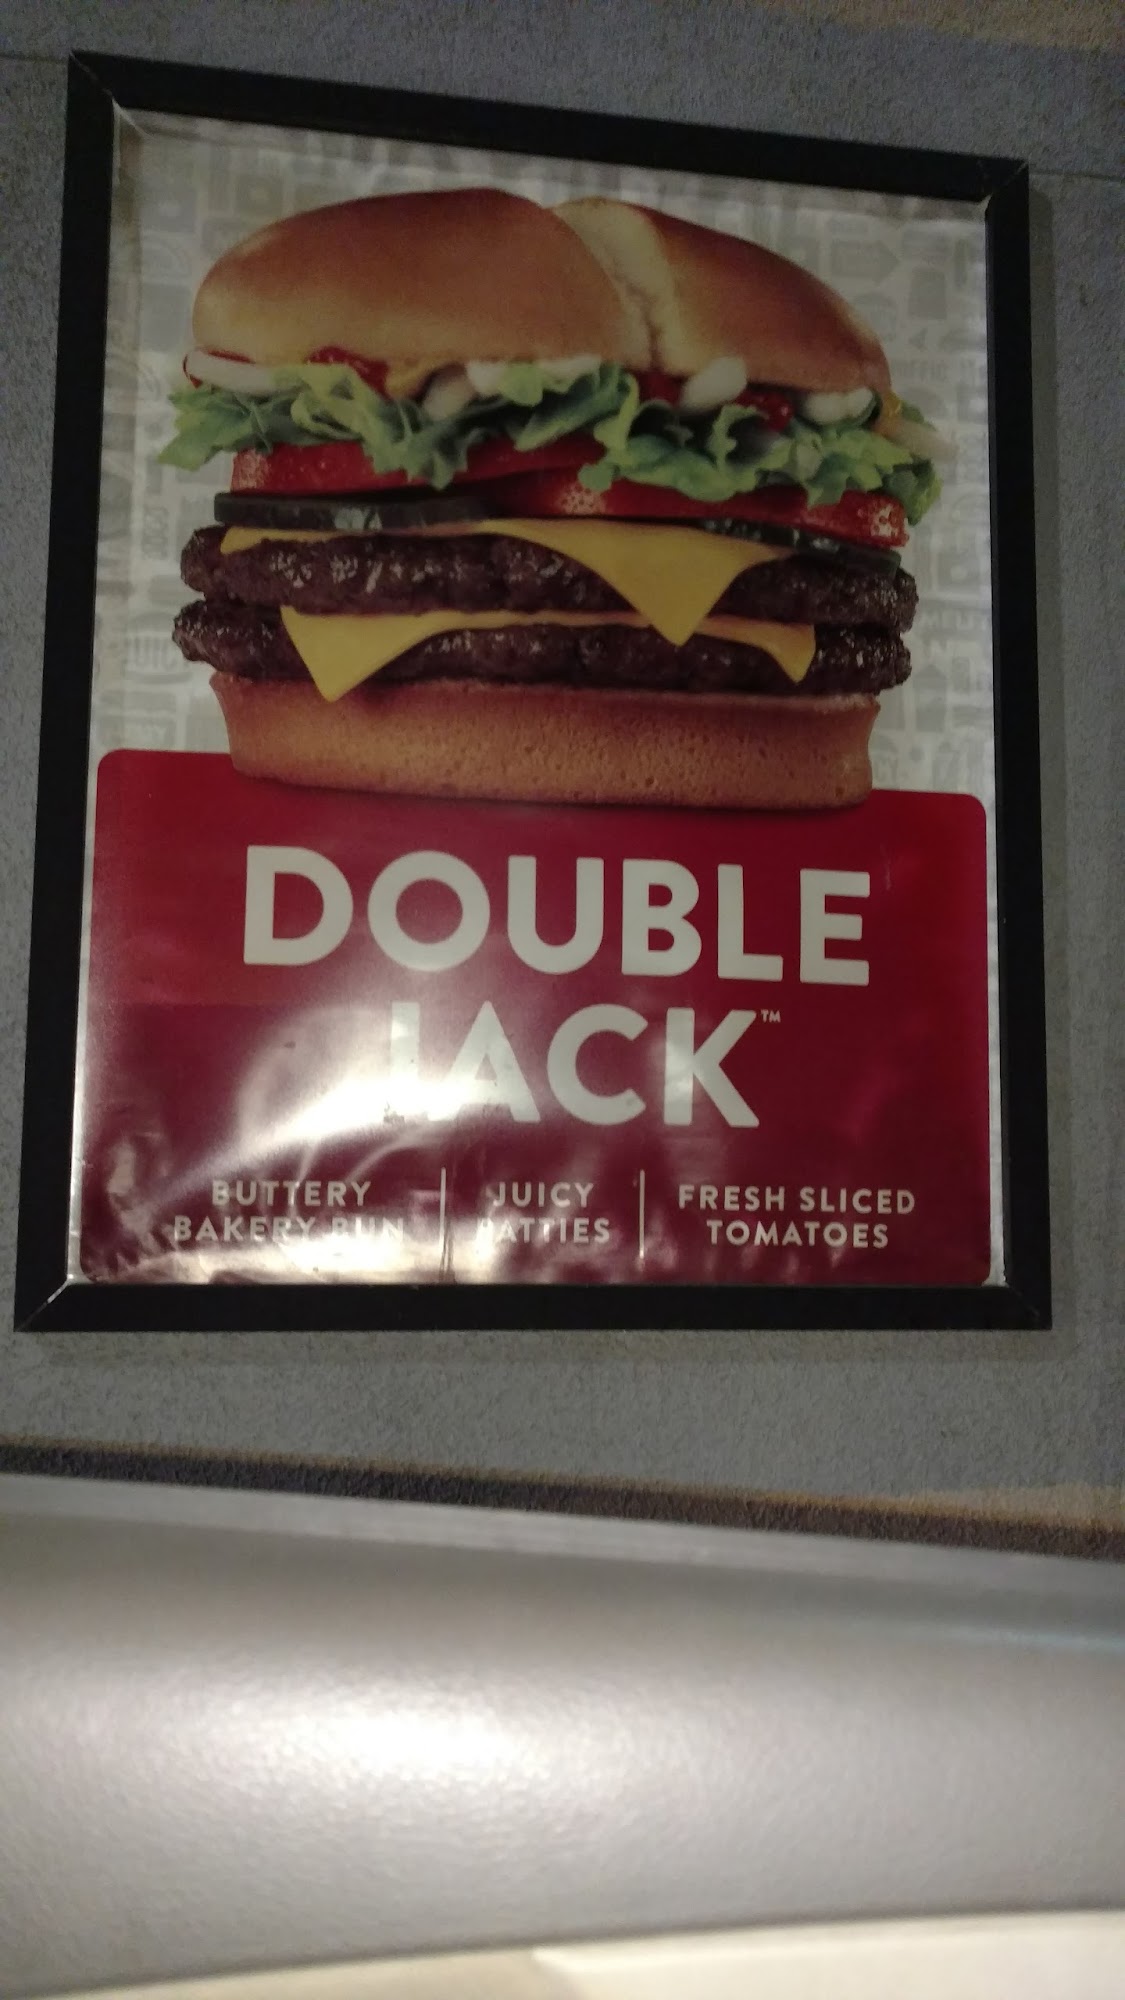 DOUBLE
JACK™
BUTTERY
BAKERY BUN
JUICY
PATTIES
FRESH SLICED
TOMATOES